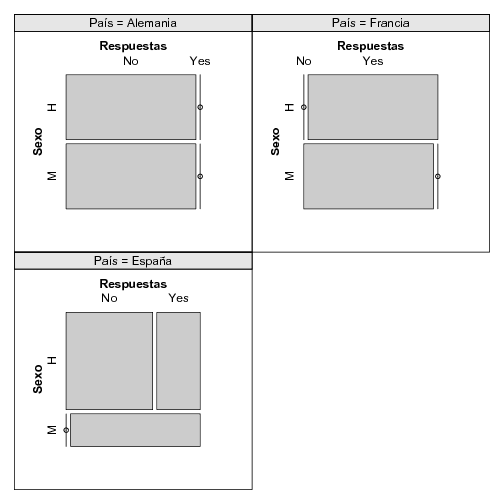 País = Alemania
Respuestas
No Yes
Sexo
H
M
País = Francia
Respuestas
No Yes
Sexo
H
M
País = España
Respuestas
No Yes
Sexo
H
M